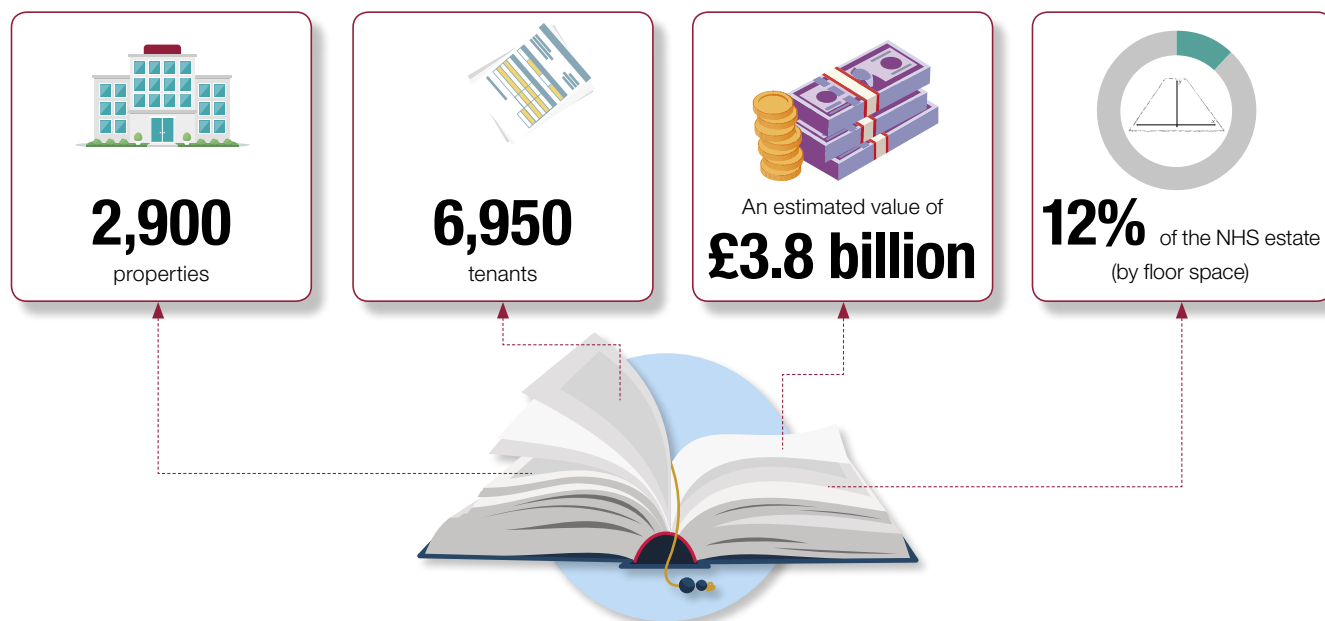 2,900
properties
6,950
tenants
An estimated value of
£3.8 billion
12% of the NHS estate
(by floor space)